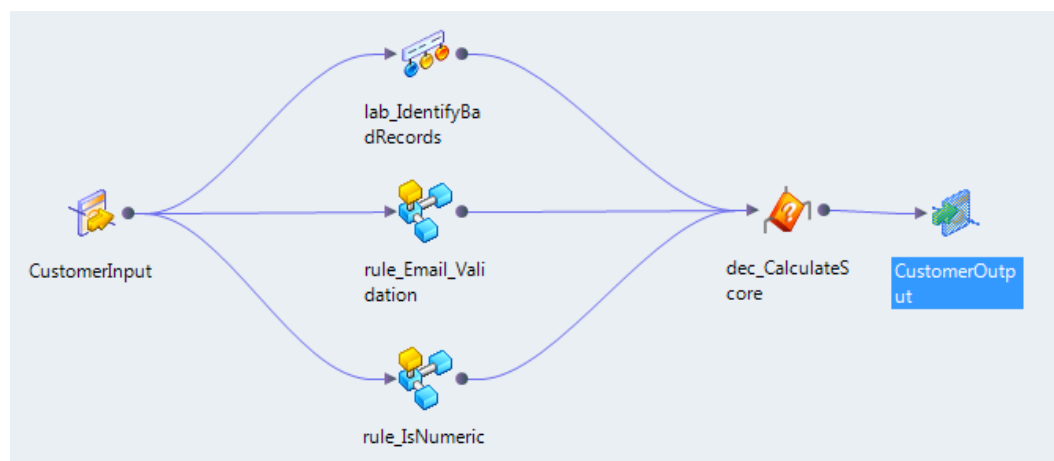 lab_IdentifyBa
dRecords
CustomerInput
rule_Email_Vali
dation
dec_CalculateS
core
CustomerOutp
ut
rule_IsNumeric